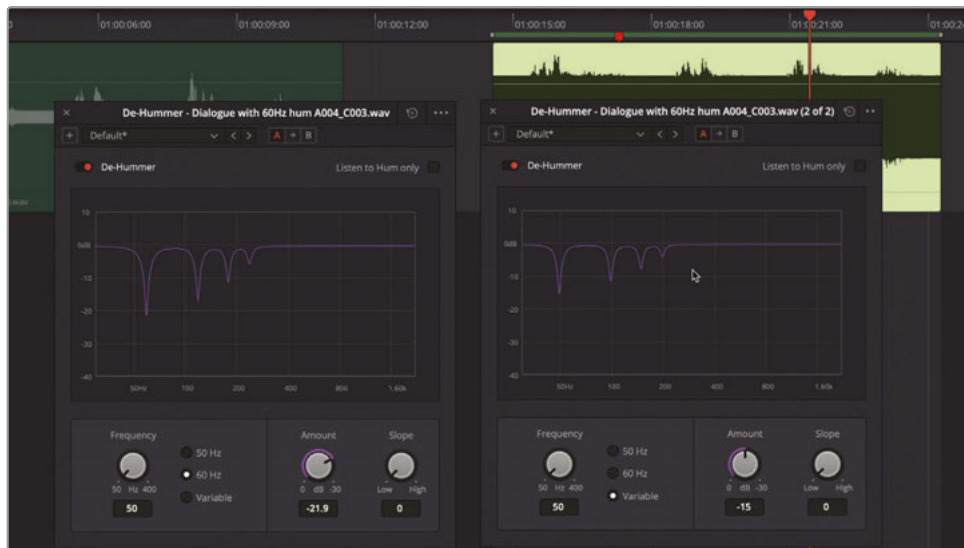 01:00:06:00 01:00:09:00 01:00:12:00 01:00:15:00 01:00:18:00 01:00:21:00
De-Hummer - Dialogue with 60Hz hum A004_C003.wav
Default*
A B
De-Hummer
Listen to Hum only
10
0dB
-10
-20
-30
-40
50Hz 100 200 400 800 1.60k
Frequency
50 Hz
60 Hz
Variable
50 Hz 400
50
Amount
0 dB -30
-21.9
Slope
Low High
0
De-Hummer - Dialogue with 60Hz hum A004_C003.wav (2 of 2)
Default*
A B
De-Hummer
Listen to Hum only
10
0dB
-10
-20
-30
-40
50Hz 100 200 400 800 1.60k
Frequency
50 Hz
60 Hz
Variable
50 Hz 400
50
Amount
0 dB -30
-15
Slope
Low High
0